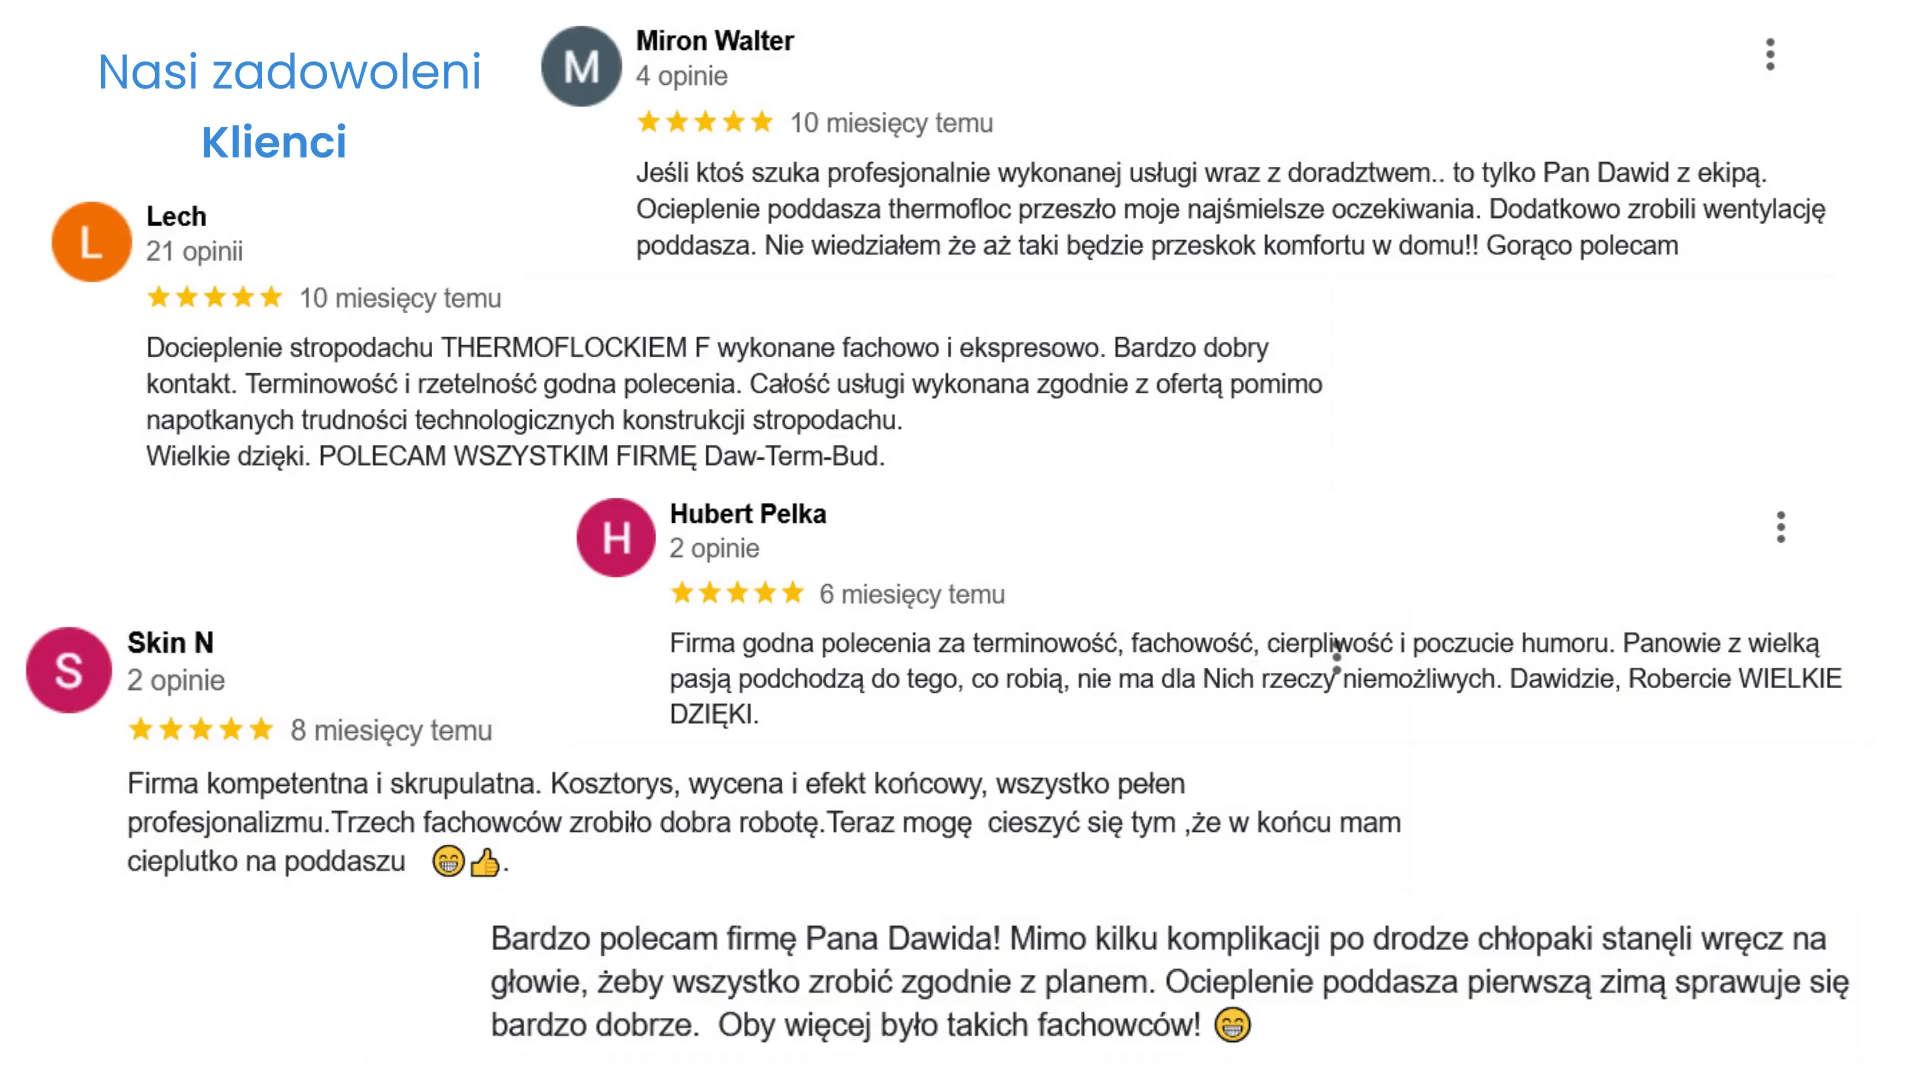 Nasi zadowoleni
Klienci
M
Miron Walter
4 opinie
10 miesięcy temu
Jeśli ktoś szuka profesjonalnie wykonanej usługi wraz z doradztwem.. to tylko Pan Dawid z ekipą.
Ocieplenie poddasza thermofloc przeszło moje najśmielsze oczekiwania. Dodatkowo zrobili wentylację
poddasza. Nie wiedziałem że aż taki będzie przeskok komfortu w domu!! Gorąco polecam
L
Lech
21 opinii
10 miesięcy temu
Docieplenie stropodachu THERMOFLOCKIEM F wykonane fachowo i ekspresowo. Bardzo dobry
kontakt. Terminowość i rzetelność godna polecenia. Całość usługi wykonana zgodnie z ofertą pomimo
napotkanych trudności technologicznych konstrukcji stropodachu.
Wielkie dzięki. POLECAM WSZYSTKIM FIRMĘ Daw-Term-Bud.
H
Hubert Pelka
2 opinie
6 miesięcy temu
Firma godna polecenia za terminowość, fachowość, cierpliwość i poczucie humoru. Panowie z wielką
pasją podchodzą do tego, co robią, nie ma dla Nich rzeczy niemożliwych. Dawidzie, Robercie WIELKIE
DZIĘKI.
S
Skin N
2 opinie
8 miesięcy temu
Firma kompetentna i skrupulatna. Kosztorys, wycena i efekt końcowy, wszystko pełen
profesjonalizmu.Trzech fachowców zrobiło dobra robotę.Teraz mogę  cieszyć się tym ,że w końcu mam
cieplutko na poddaszu 😁👍.
Bardzo polecam firmę Pana Dawida! Mimo kilku komplikacji po drodze chłopaki stanęli wręcz na
głowie, żeby wszystko zrobić zgodnie z planem. Ocieplenie poddasza pierwszą zimą sprawuje się
bardzo dobrze.  Oby więcej było takich fachowców! 😁